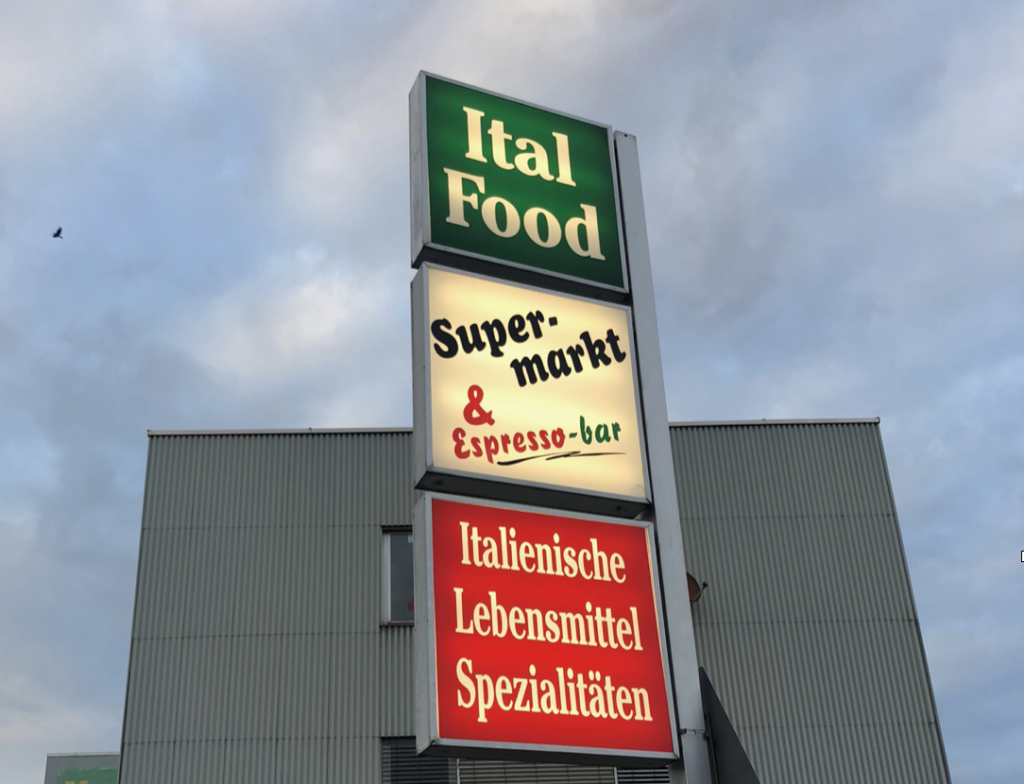 Ital
Food
Super-
markt
&
Espresso-bar
Italienische
Lebensmittel
Spezialitäten